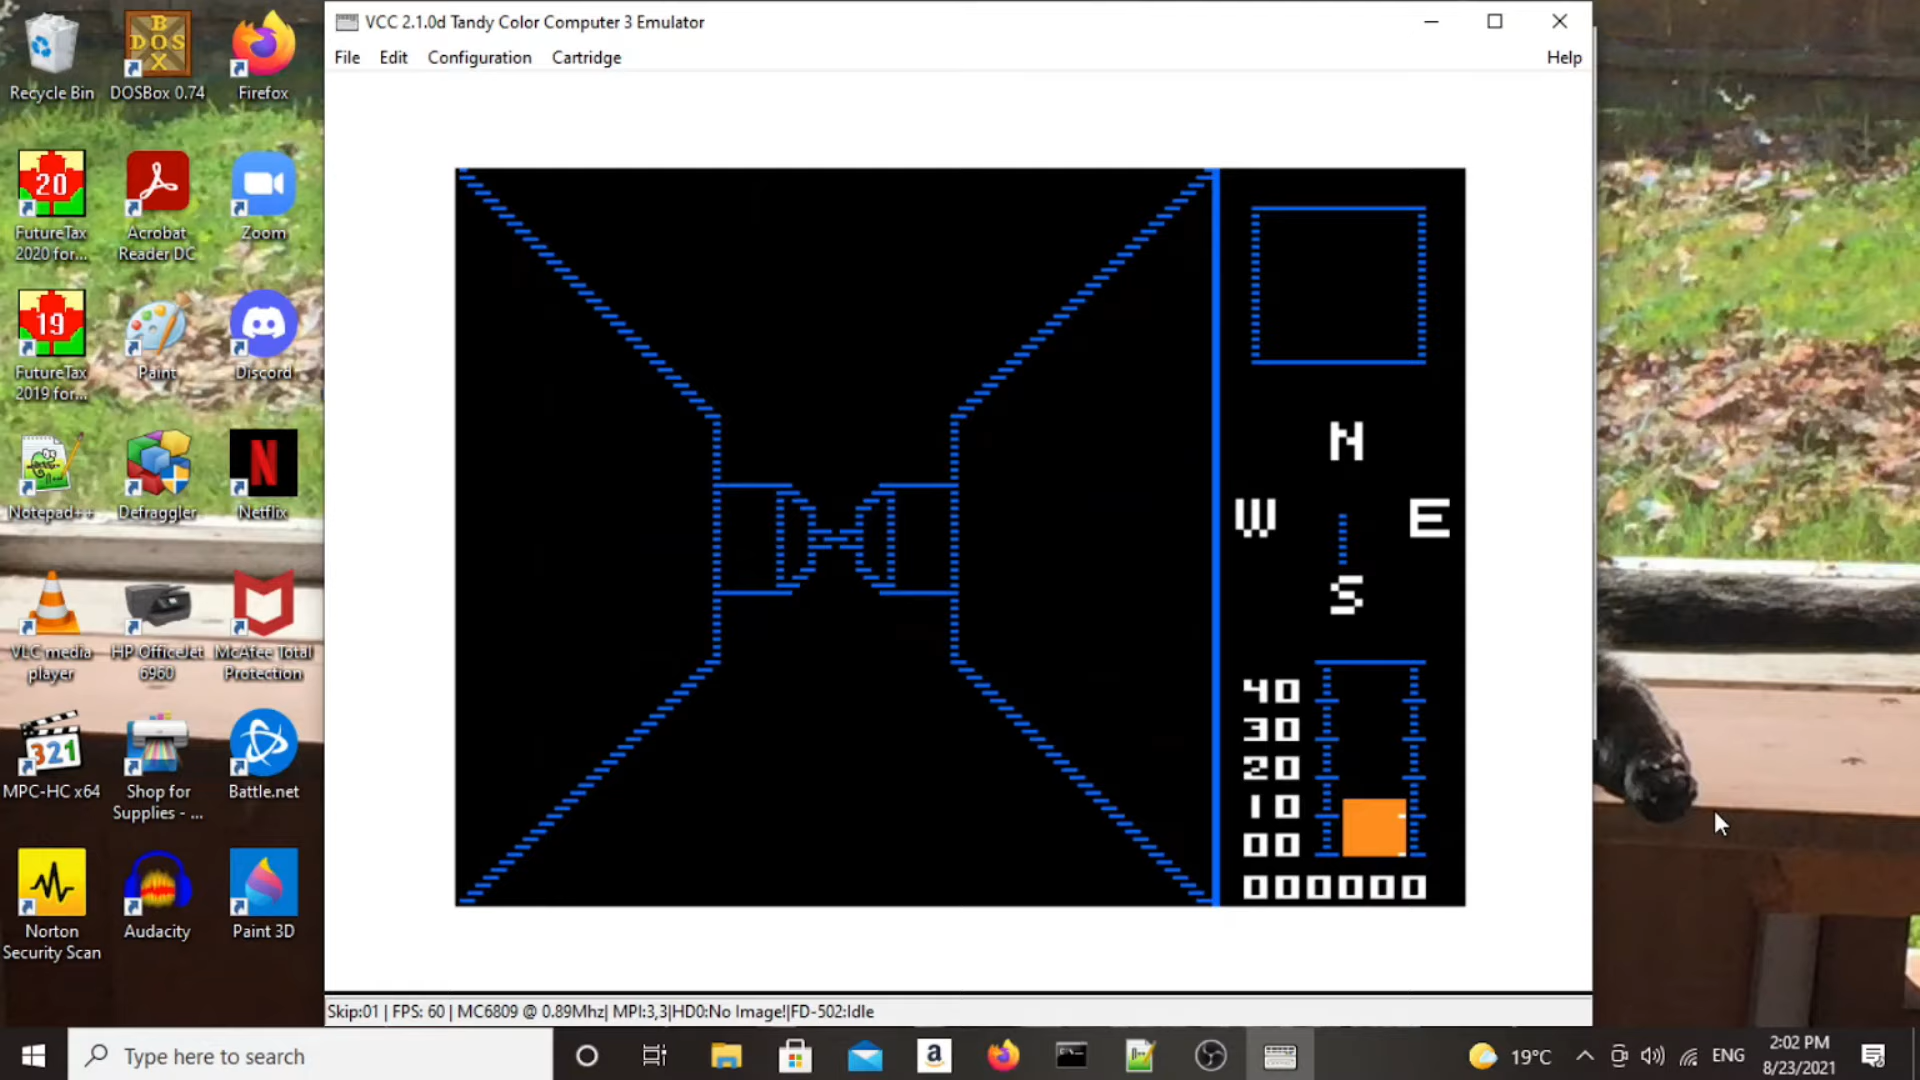 VCC 2.1.0d Tandy Color Computer 3 Emulator
File Edit Configuration Cartridge Help
Recycle Bin
DOSBox 0.74
Firefox
20
FutureTax
2020 for...
Acrobat
Reader DC
Zoom
19
FutureTax
2019 for...
Paint
Discord
Notepad++
Defraggler
Netflix
VLC media
player
HP OfficeJet
6960
McAfee Total
Protection
321
MPC-HC x64
Shop for
Supplies - ...
Battle.net
Norton
Security Scan
Audacity
Paint 3D
N
W E
S
40
30
20
10
00
000000
Skip:01 | FPS: 60 | MC6809 @ 0.89Mhz| MPI:3,3|HD0:No Image!|FD-502:Idle
Type here to search
19°C
ENG
2:02 PM
8/23/2021